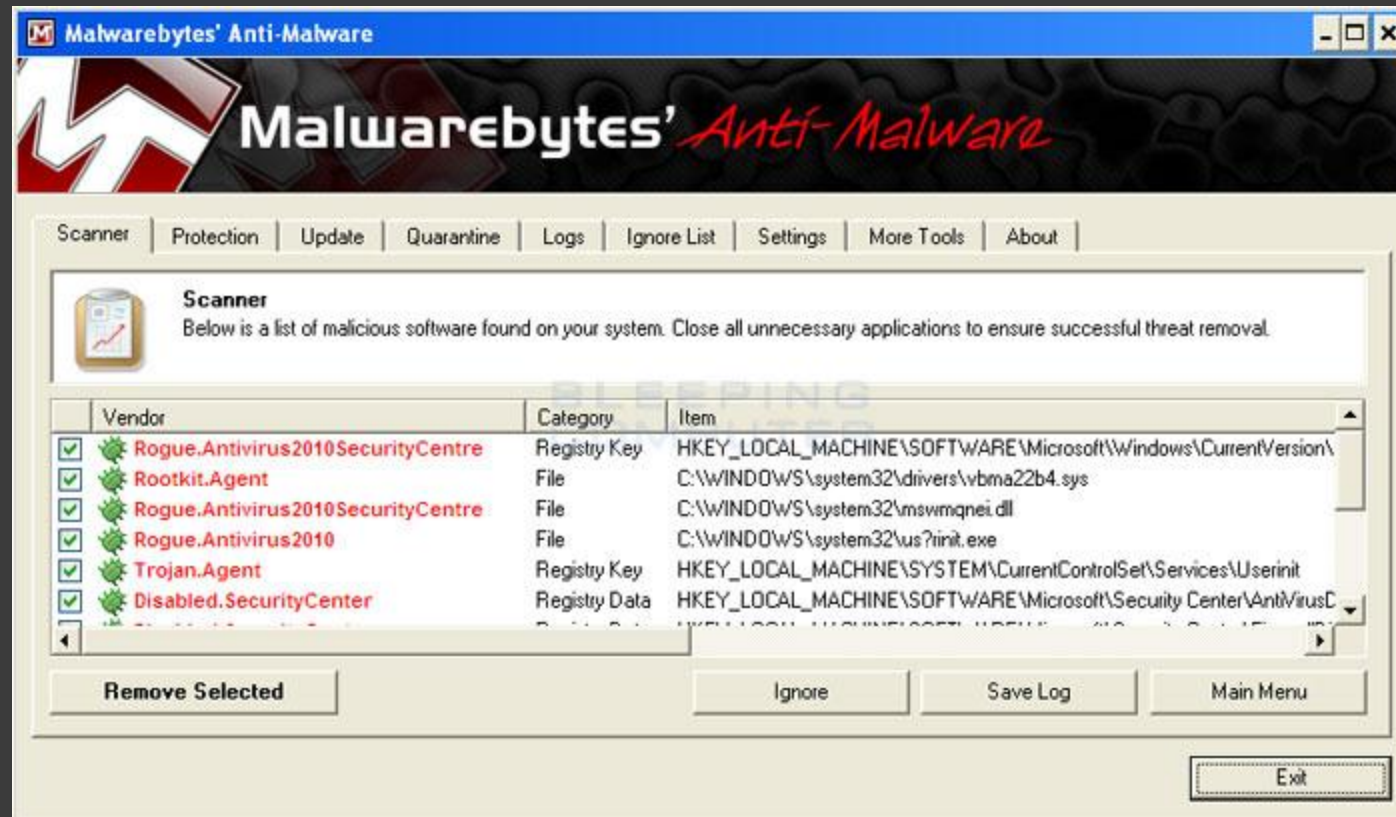 Malwarebytes' Anti-Malware
Malwarebytes' Anti-Malware
Scanner Protection Update Quarantine Logs Ignore List Settings More Tools About
Scanner
Below is a list of malicious software found on your system. Close all unnecessary applications to ensure successful threat removal.
BLEEPING
COMPUTER
Vendor Category Item
Rogue.Antivirus2010SecurityCentre Registry Key HKEY_LOCAL_MACHINE\SOFTWARE\Microsoft\Windows\CurrentVersion\
Rootkit.Agent File C:\WINDOWS\system32\drivers\vbma22b4.sys
Rogue.Antivirus2010SecurityCentre File C:\WINDOWS\system32\mswmqnei.dll
Rogue.Antivirus2010 File C:\WINDOWS\system32\us?rinit.exe
Trojan.Agent Registry Key HKEY_LOCAL_MACHINE\SYSTEM\CurrentControlSet\Services\Userinit
Disabled.SecurityCenter Registry Data HKEY_LOCAL_MACHINE\SOFTWARE\Microsoft\Security Center\AntiVirusD
Remove Selected Ignore Save Log Main Menu
Exit